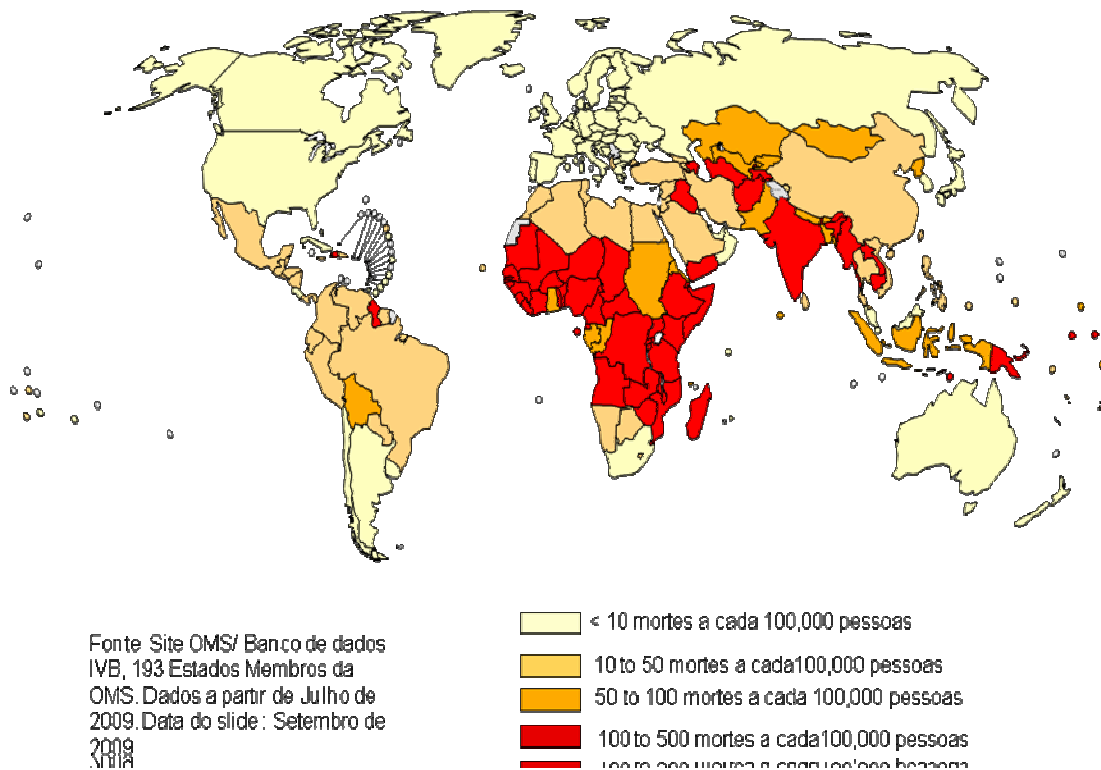 Fonte Site OMS/ Banco de dados
IVB, 193 Estados Membros da
OMS. Dados a partir de Julho de
2009. Data do slide: Setembro de
2009
< 10 mortes a cada 100,000 pessoas
10 to 50 mortes a cada100,000 pessoas
50 to 100 mortes a cada 100,000 pessoas
100 to 500 mortes a cada100,000 pessoas